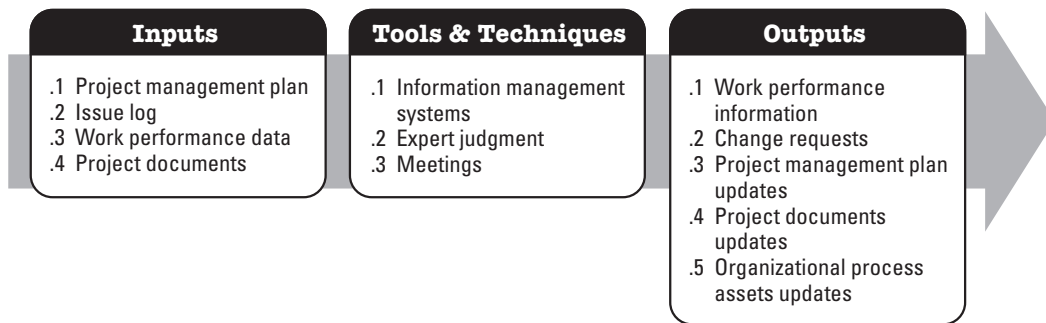 Inputs
.1 Project management plan
.2 Issue log
.3 Work performance data
.4 Project documents
Tools & Techniques
.1 Information management
systems
.2 Expert judgment
.3 Meetings
Outputs
.1 Work performance
information
.2 Change requests
.3 Project management plan
updates
.4 Project documents
updates
.5 Organizational process
assets updates